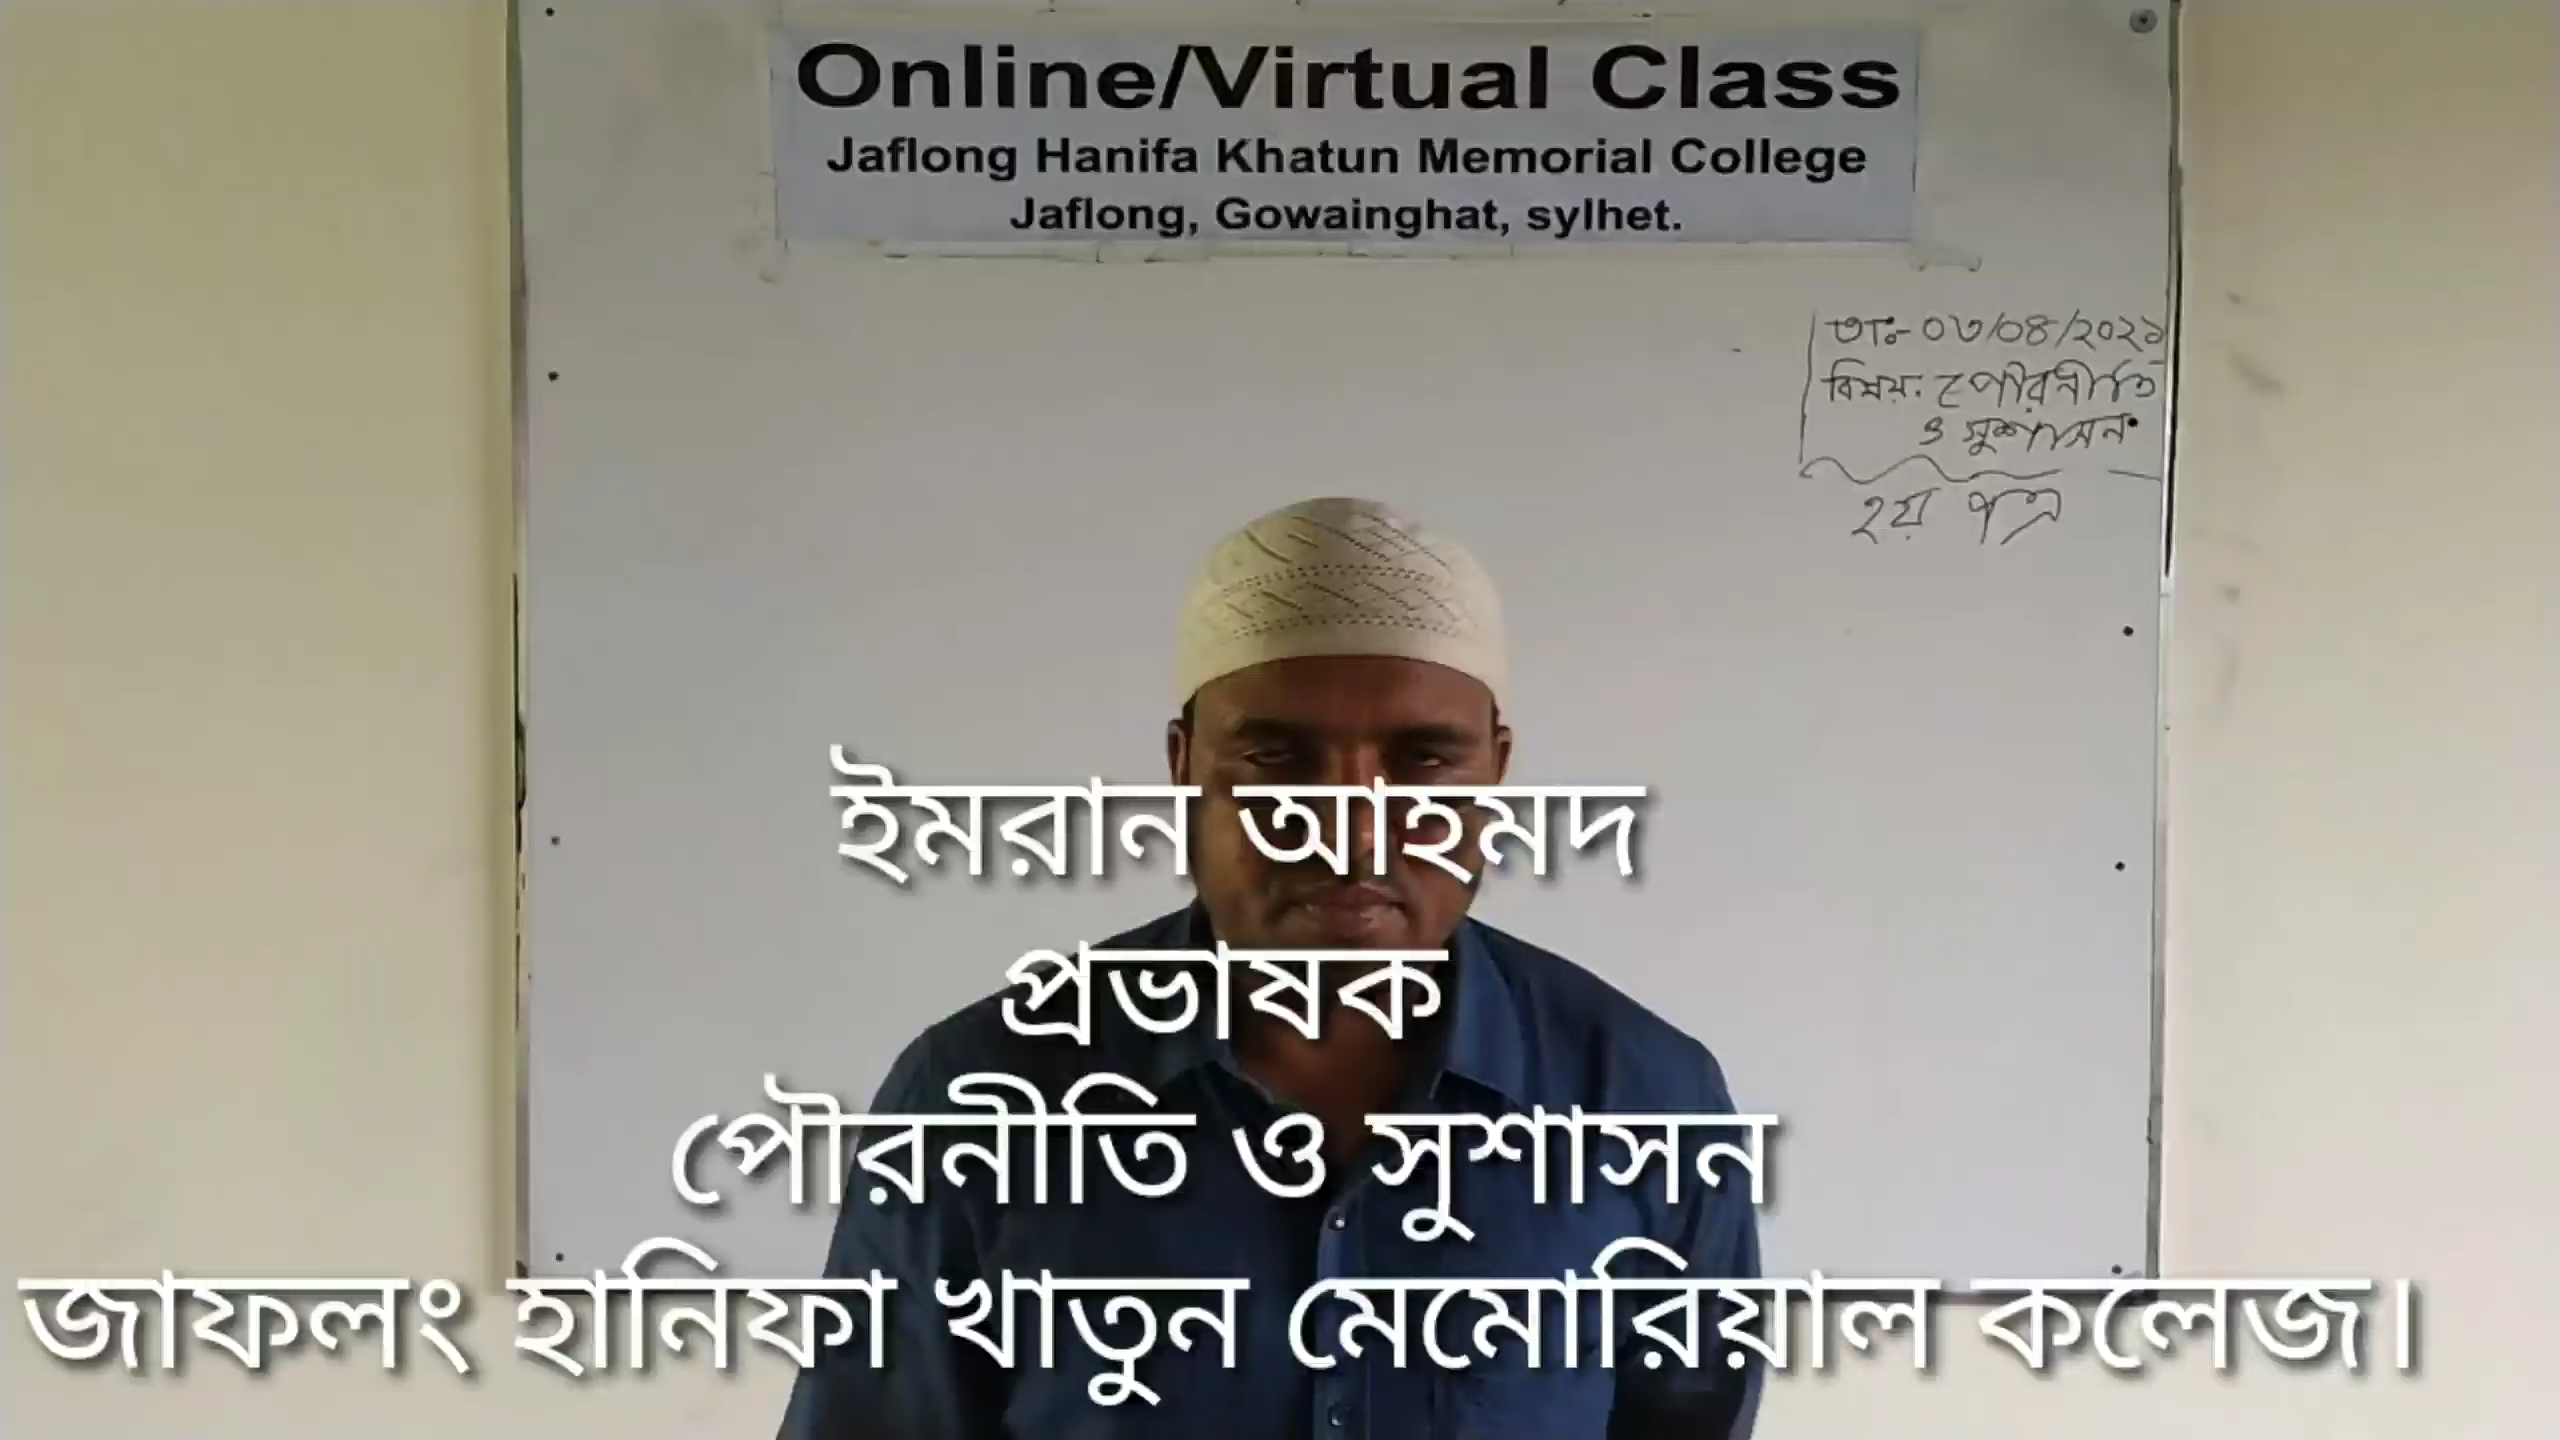 Online/Virtual Class
Jaflong Hanifa Khatun Memorial College
Jaflong, Gowainghat, sylhet.
তাং- ০৩/০৪/২০২১
বিষয়: পৌরনীতি
ও সুশাসন
২য় পত্র
ইমরান আহমদ
প্রভাষক
পৌরনীতি ও সুশাসন
জাফলং হানিফা খাতুন মেমোরিয়াল কলেজ।